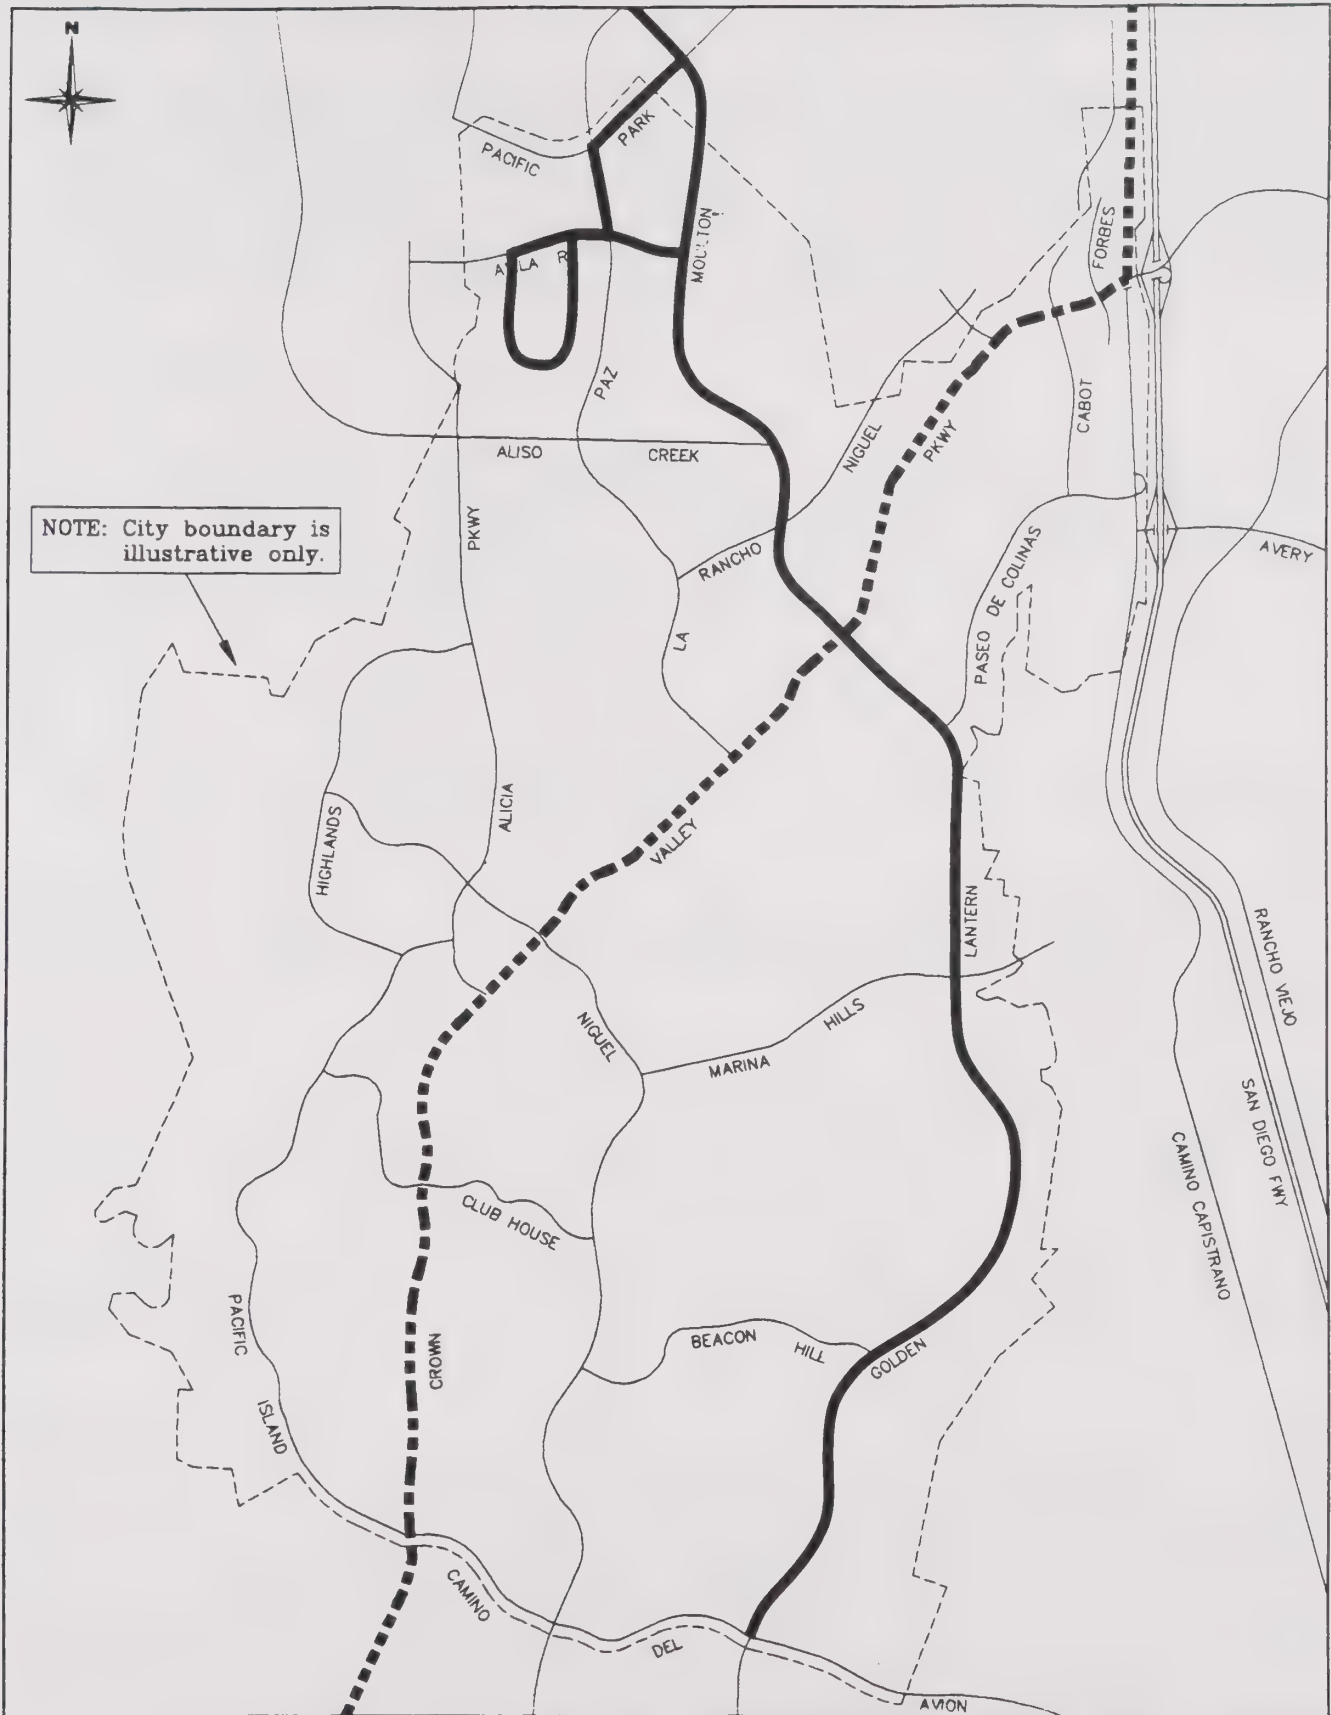 N
PARK
PACIFIC
MOULTON
FORBES
PAZ
CABOT
NIGUEL
PKWY
ALISO CREEK
NOTE: City boundary is
illustrative only.
PKWY
RANCHO
PASEO DE COLINAS
AVERY
LA
ALICIA
HIGHLANDS
VALLEY
LANTERN
RANCHO VIEJO
NIGUEL
HILLS
MARINA
SAN DIEGO FWY
CAMINO CAPISTRANO
CLUB HOUSE
PACIFIC
CROWN
BEACON HILL
GOLDEN
ISLAND
CAMINO
DEL
AVION